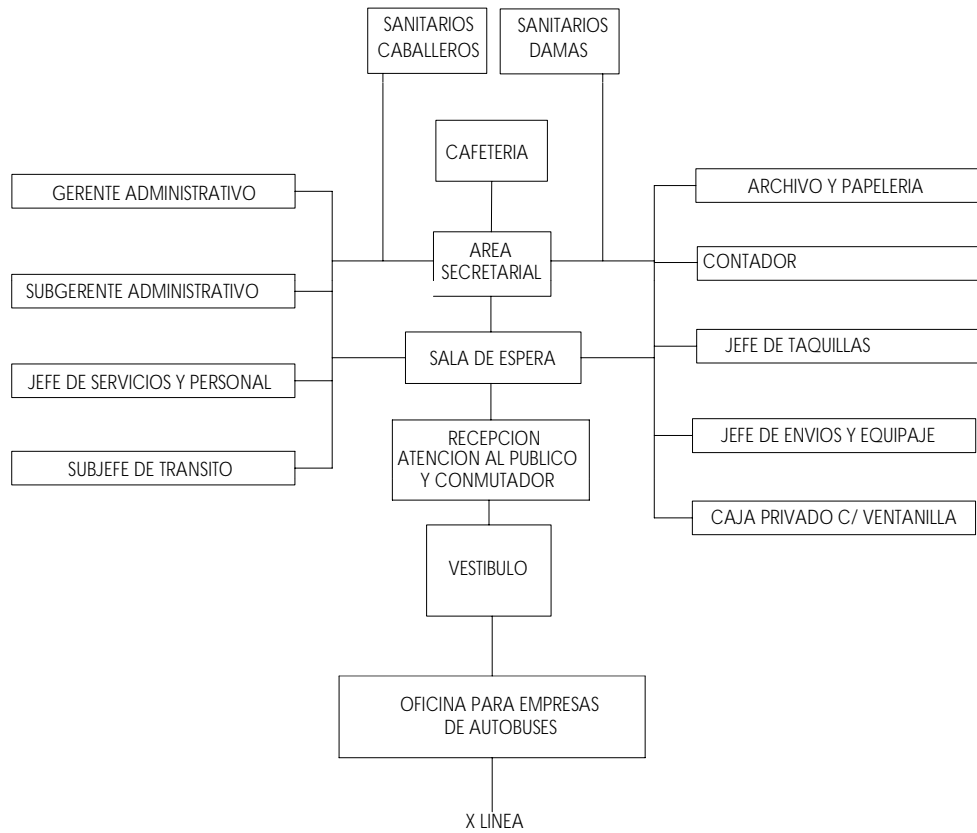 SANITARIOS
CABALLEROS
SANITARIOS
DAMAS
CAFETERIA
GERENTE ADMINISTRATIVO
ARCHIVO Y PAPELERIA
AREA
SECRETARIAL
CONTADOR
SUBGERENTE ADMINISTRATIVO
JEFE DE TAQUILLAS
SALA DE ESPERA
JEFE DE SERVICIOS Y PERSONAL
RECEPCION
ATENCION AL PUBLICO
Y CONMUTADOR
JEFE DE ENVIOS Y EQUIPAJE
SUBJEFE DE TRANSITO
CAJA PRIVADO C/ VENTANILLA
VESTIBULO
OFICINA PARA EMPRESAS
DE AUTOBUSES
X LINEA